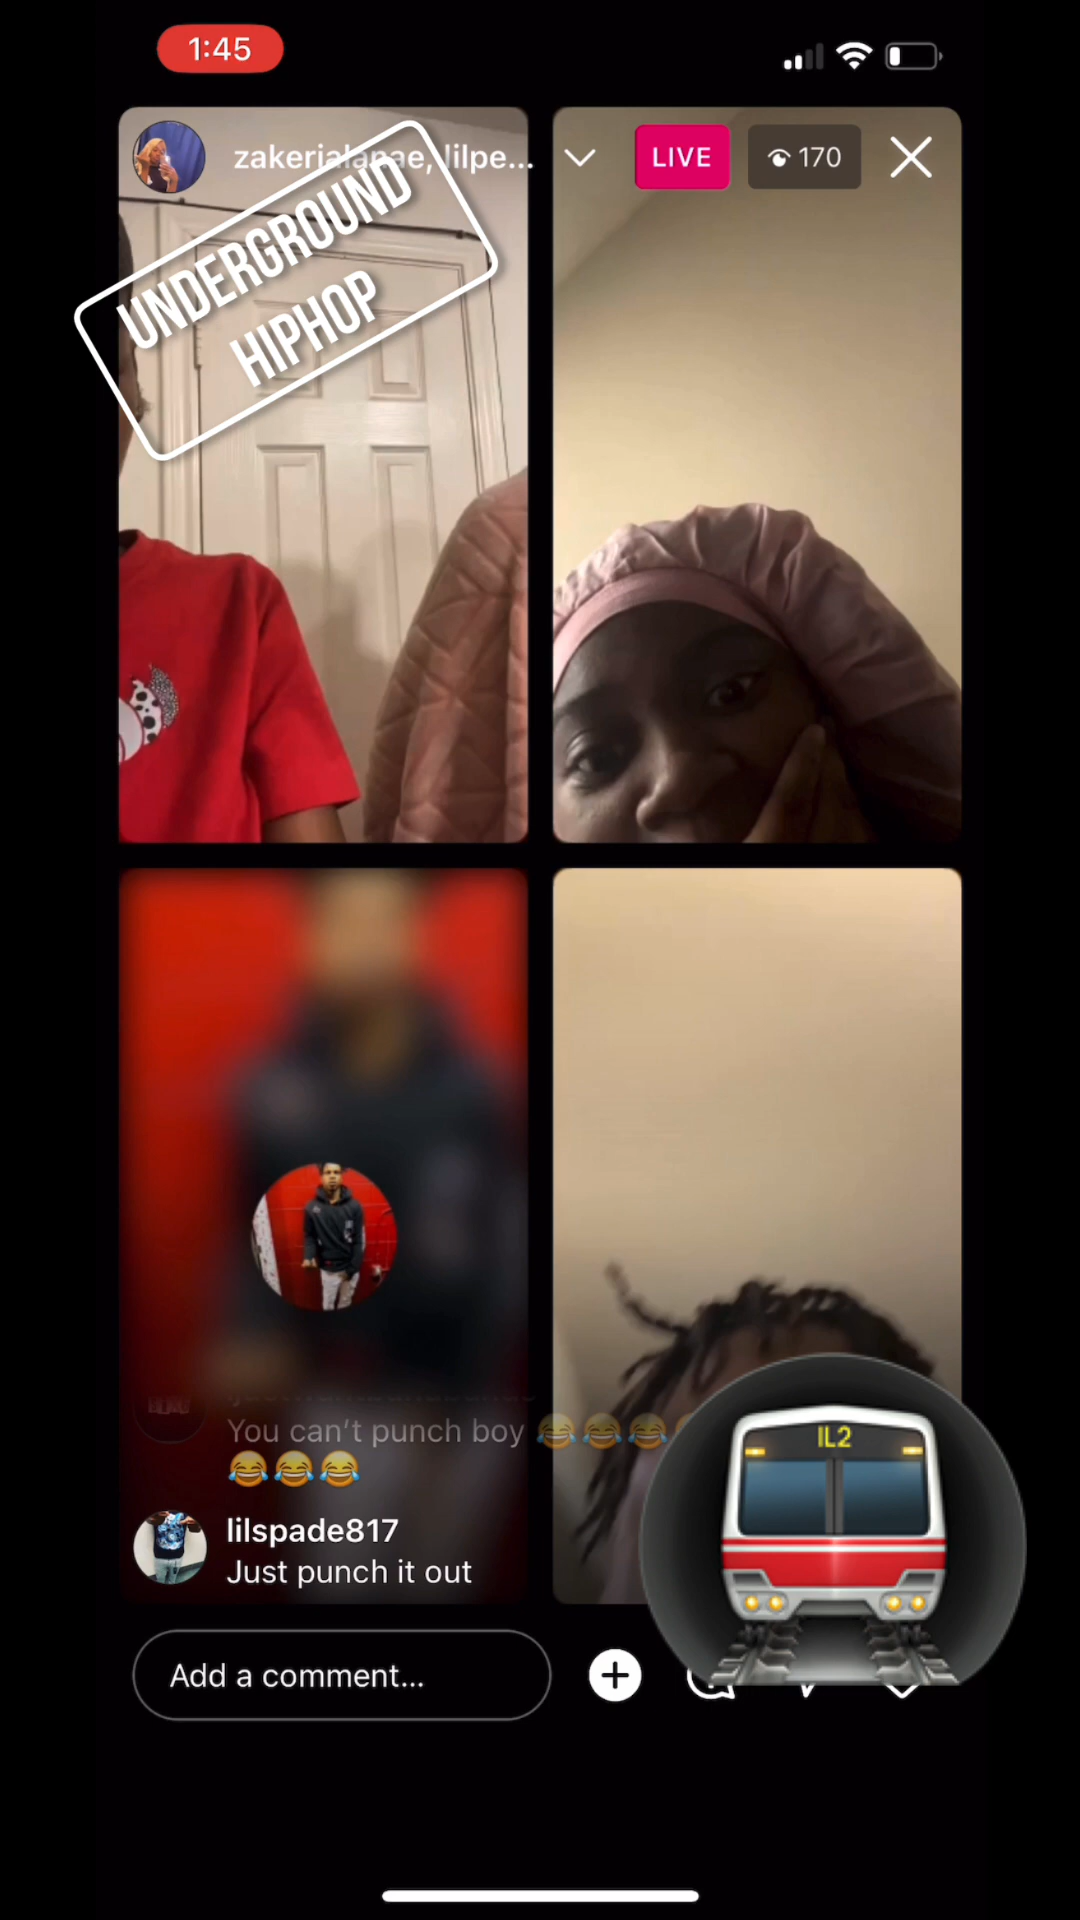 1:45
zakerialanae, lilpe...
LIVE
170
UNDERGROUND
HIPHOP
You can't punch boy 😂😂😂
😂😂😂
lilspade817
Just punch it out
IL2
Add a comment...